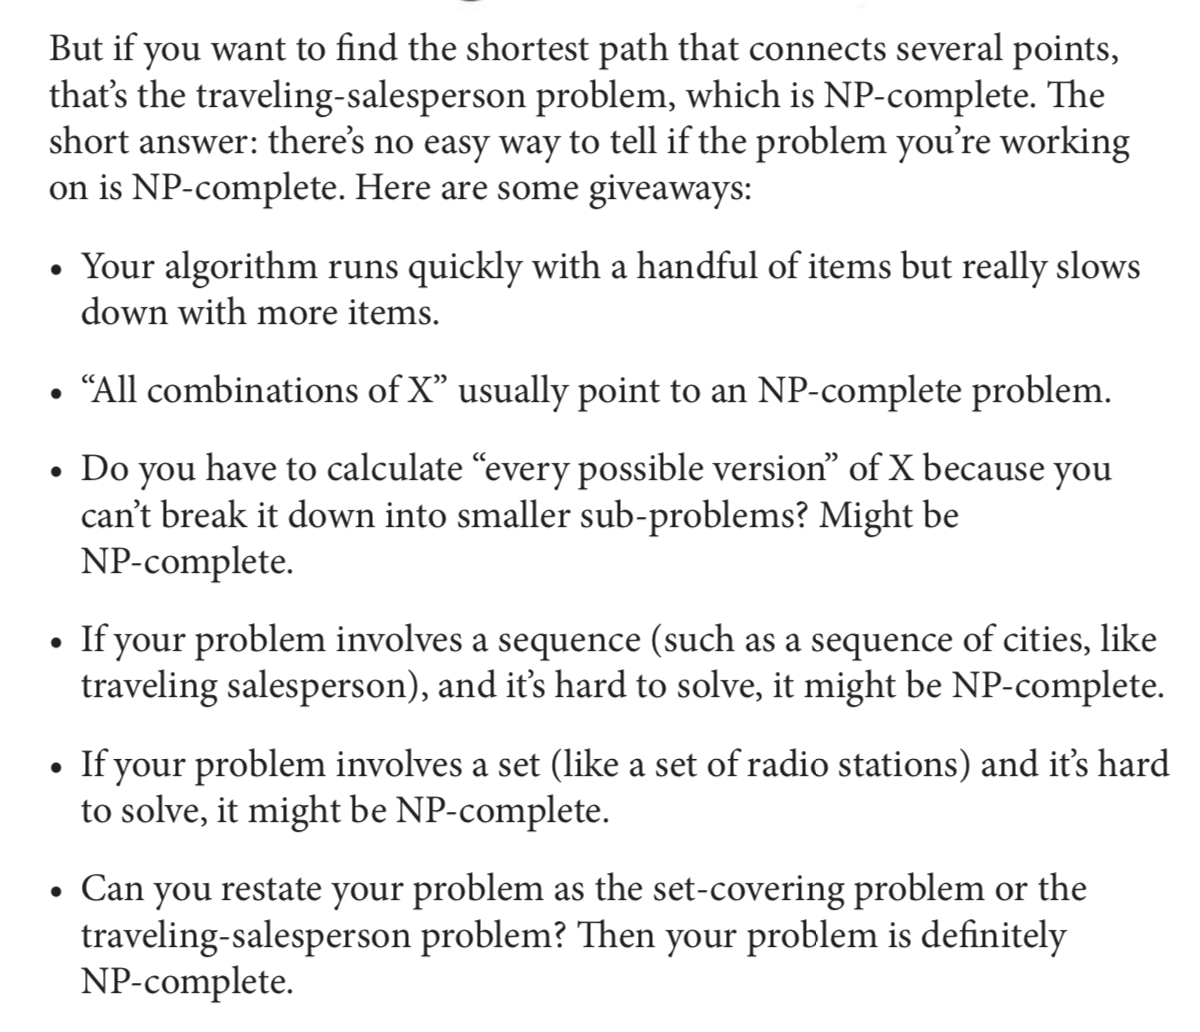 But if you want to find the shortest path that connects several points,
that’s the traveling-salesperson problem, which is NP-complete. The
short answer: there’s no easy way to tell if the problem you’re working
on is NP-complete. Here are some giveaways:
• Your algorithm runs quickly with a handful of items but really slows
down with more items.
• “All combinations of X” usually point to an NP-complete problem.
• Do you have to calculate “every possible version” of X because you
can’t break it down into smaller sub-problems? Might be
NP-complete.
• If your problem involves a sequence (such as a sequence of cities, like
traveling salesperson), and it’s hard to solve, it might be NP-complete.
• If your problem involves a set (like a set of radio stations) and it’s hard
to solve, it might be NP-complete.
• Can you restate your problem as the set-covering problem or the
traveling-salesperson problem? Then your problem is definitely
NP-complete.